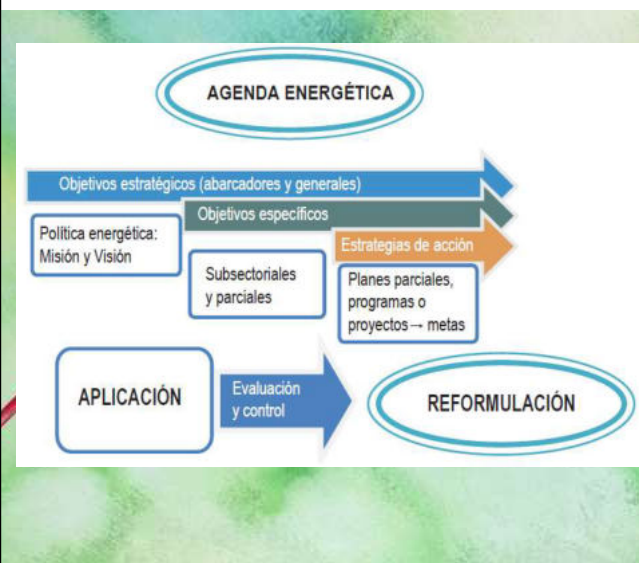 AGENDA ENERGÉTICA
Objetivos estratégicos (abarcadores y generales)
Objetivos específicos
Política energética:
Misión y Visión
Estrategias de acción
Subsectoriales
y parciales
Planes parciales,
programas o
proyectos → metas
APLICACIÓN
Evaluación
y control
REFORMULACIÓN